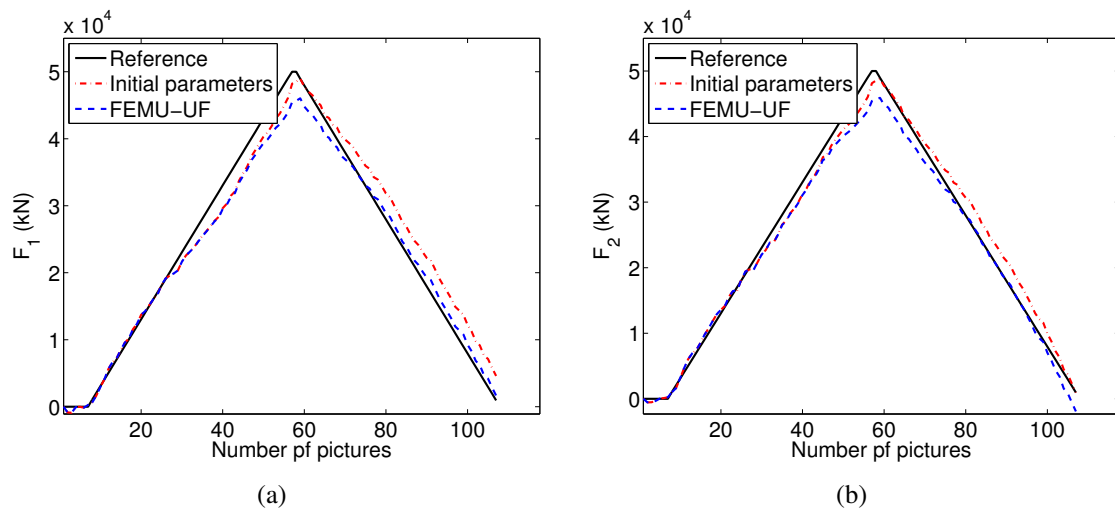 x 10^4
Reference
Initial parameters
FEMU−UF
5
4
3
2
1
0
F_1 (kN)
20 40 60 80 100
Number pf pictures
(a)
x 10^4
Reference
Initial parameters
FEMU−UF
5
4
3
2
1
0
F_2 (kN)
20 40 60 80 100
Number pf pictures
(b)